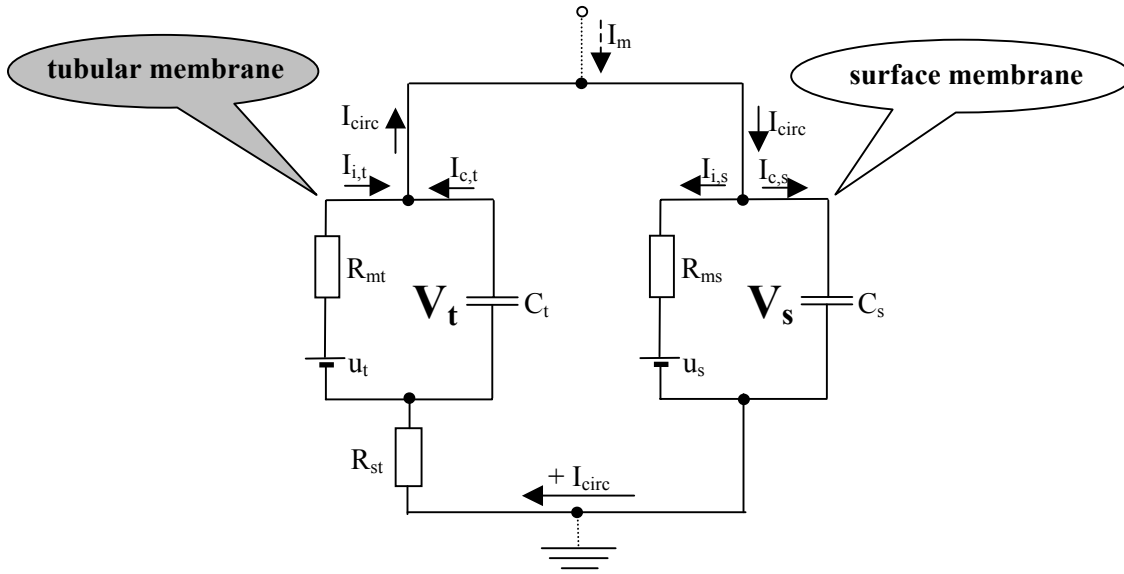 I_m
tubular membrane
surface membrane
I_circ
I_circ
I_i,t
I_c,t
I_i,s
I_c,s
R_mt
V_t
C_t
R_ms
V_s
C_s
u_t
u_s
R_st
+ I_circ